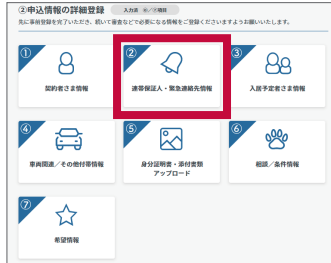 ②申込情報の詳細登録 入力済 ⑥/⑦項目
先に事前登録を完了いただき、続いて審査などで必要になる情報をご登録くださいますようお願いいたします。
① ② ③
契約者さま情報 連帯保証人・緊急連絡先情報 入居予定者さま情報
④ ⑤ ⑥
車両関連/その他付帯情報 身分証明書・添付書類 相談/条件情報
アップロード
⑦
希望情報